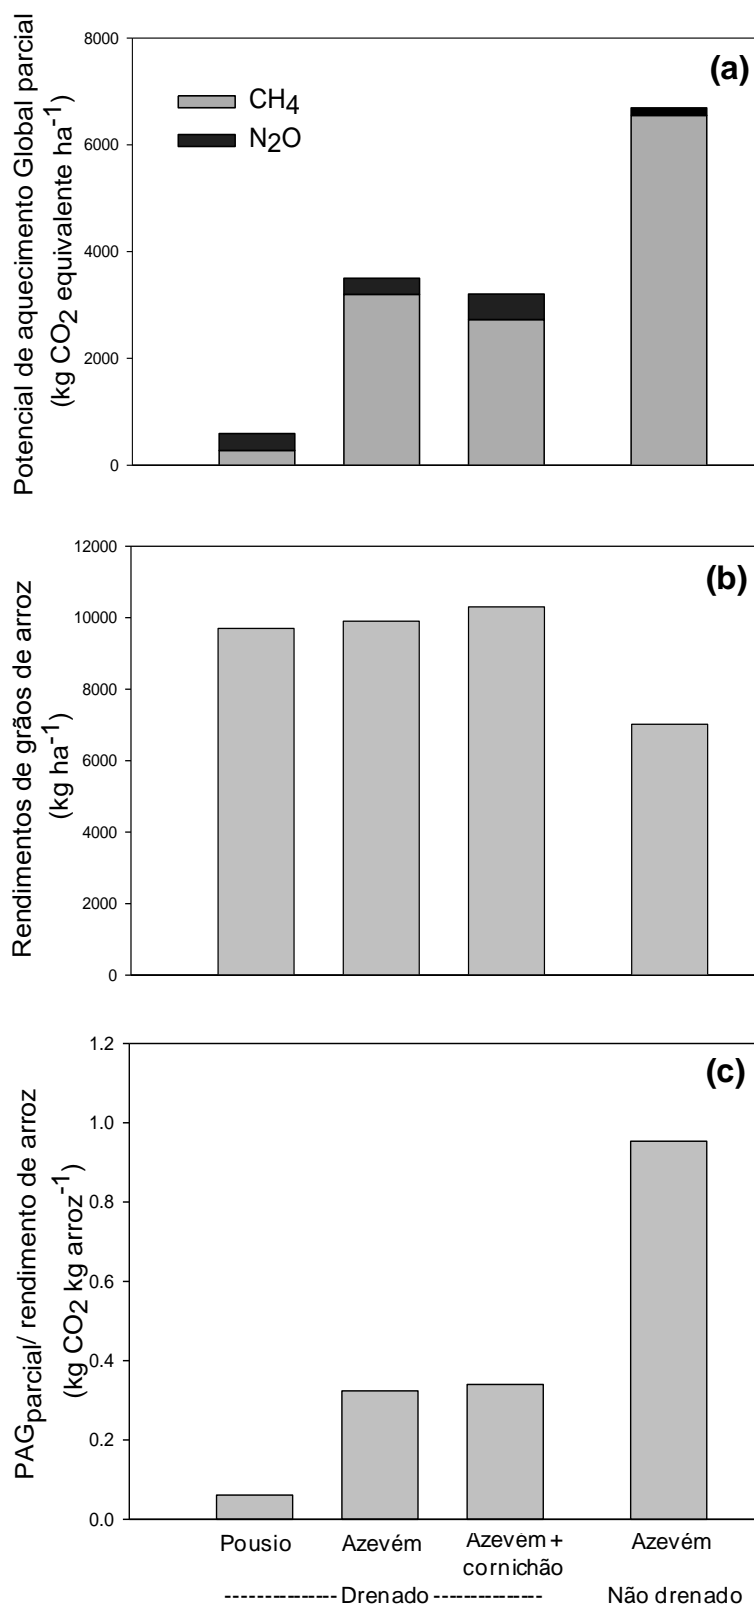 Potencial de aquecimento Global parcial
(kg CO2 equivalente ha-1)
8000
6000
4000
2000
0
CH4
N2O
(a)
Rendimentos de grãos de arroz
(kg ha-1)
12000
10000
8000
6000
4000
2000
0
(b)
PAGparcial/ rendimento de arroz
(kg CO2 kg arroz-1)
1.2
1.0
0.8
0.6
0.4
0.2
0.0
(c)
Pousio
Azevém
Azevém +
cornichão
Azevém
--------------- Drenado ---------------
Não drenado